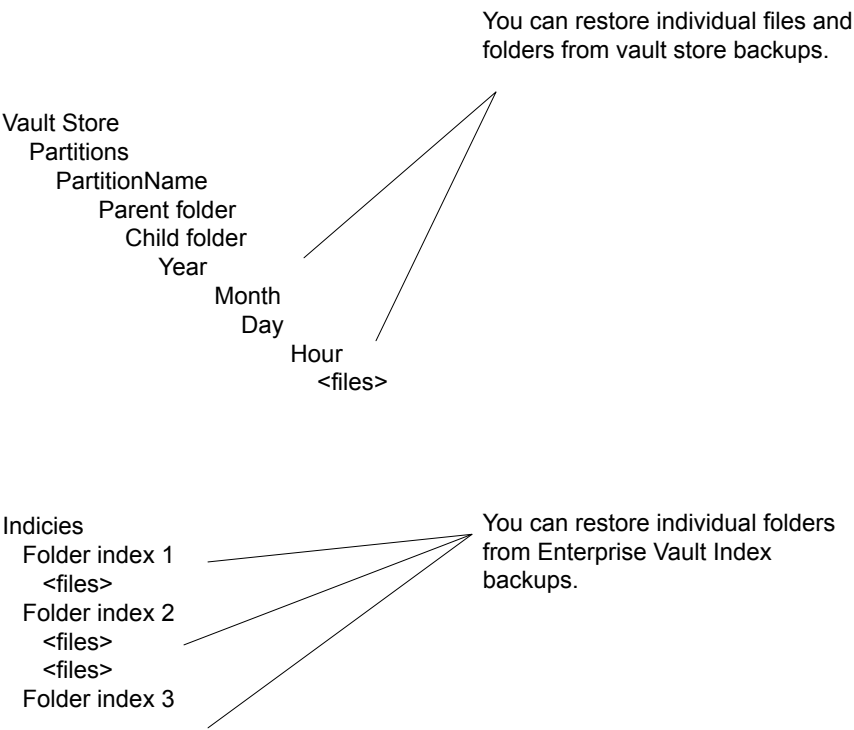 You can restore individual files and
folders from vault store backups.
Vault Store
Partitions
PartitionName
Parent folder
Child folder
Year
Month
Day
Hour
<files>
Indicies
Folder index 1
<files>
Folder index 2
<files>
<files>
Folder index 3
You can restore individual folders
from Enterprise Vault Index
backups.